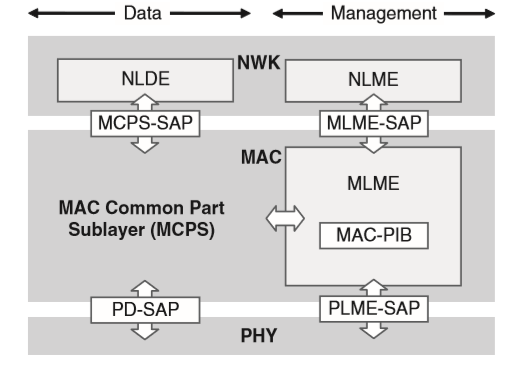 Data
Management
NWK
NLDE
NLME
MCPS-SAP
MLME-SAP
MAC
MLME
MAC Common Part
Sublayer (MCPS)
MAC-PIB
PD-SAP
PLME-SAP
PHY